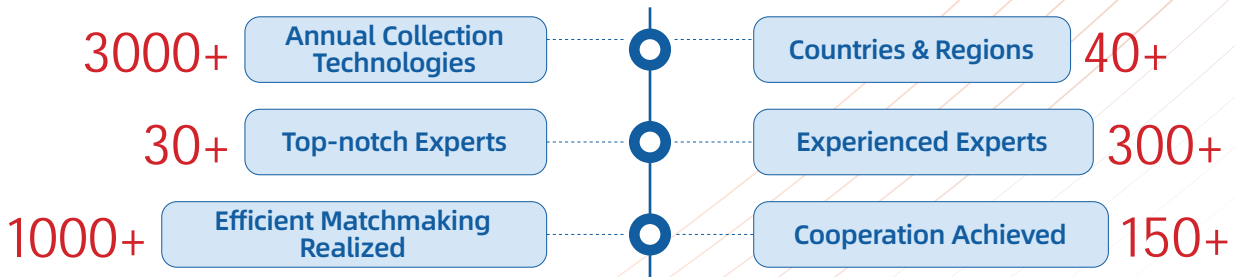 3000+
Annual Collection
Technologies
Countries & Regions
40+
30+
Top-notch Experts
Experienced Experts
300+
1000+
Efficient Matchmaking
Realized
Cooperation Achieved
150+